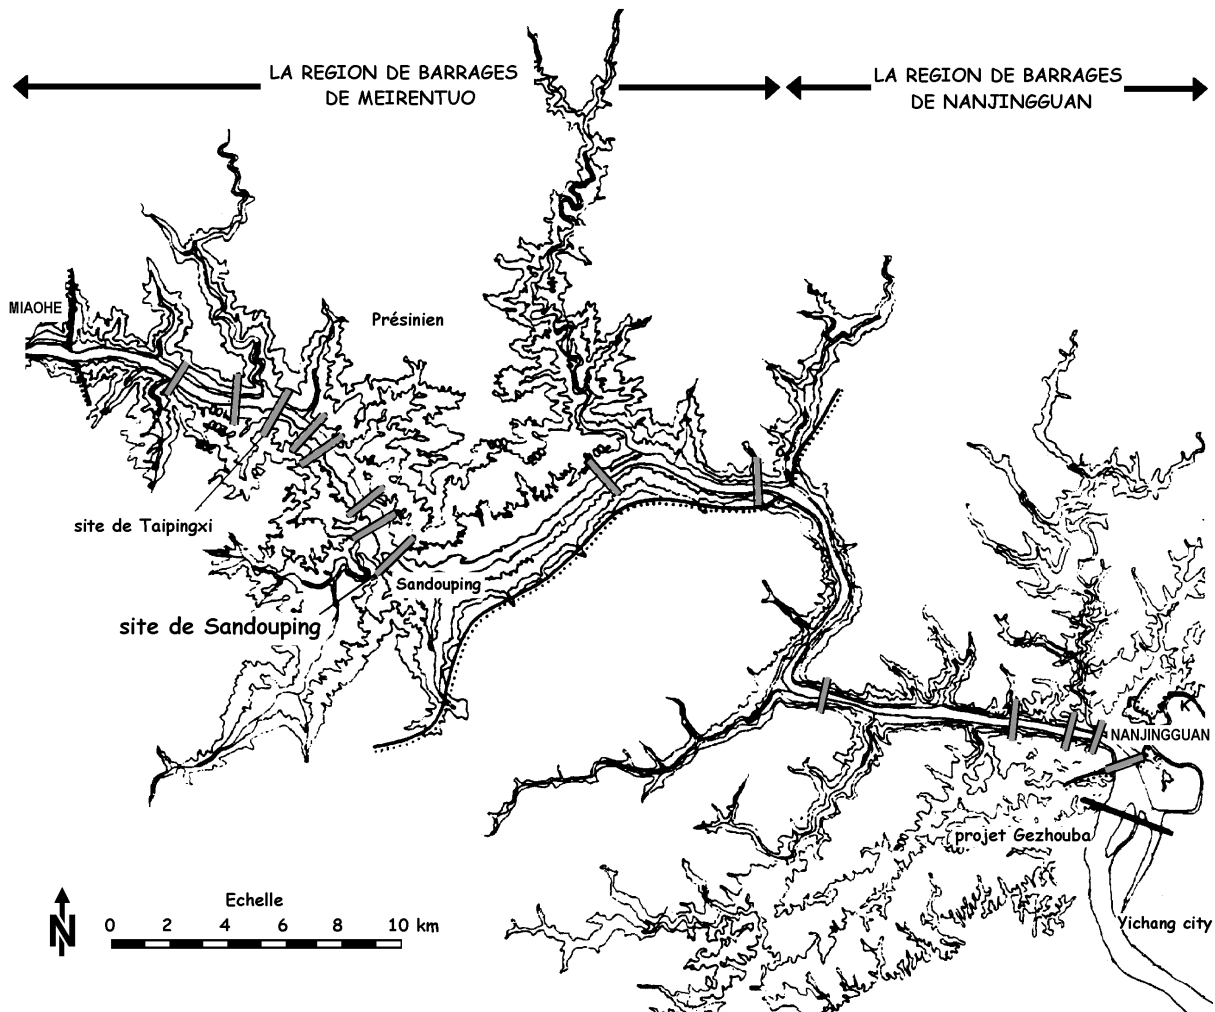 LA REGION DE BARRAGES
DE MEIRENTUO
LA REGION DE BARRAGES
DE NANJINGGUAN
MIAOHE
Présinien
site de Taipingxi
Sandouping
site de Sandouping
K
NANJINGGUAN
projet Gezhouba
Echelle
N
0 2 4 6 8 10 km
Yichang city